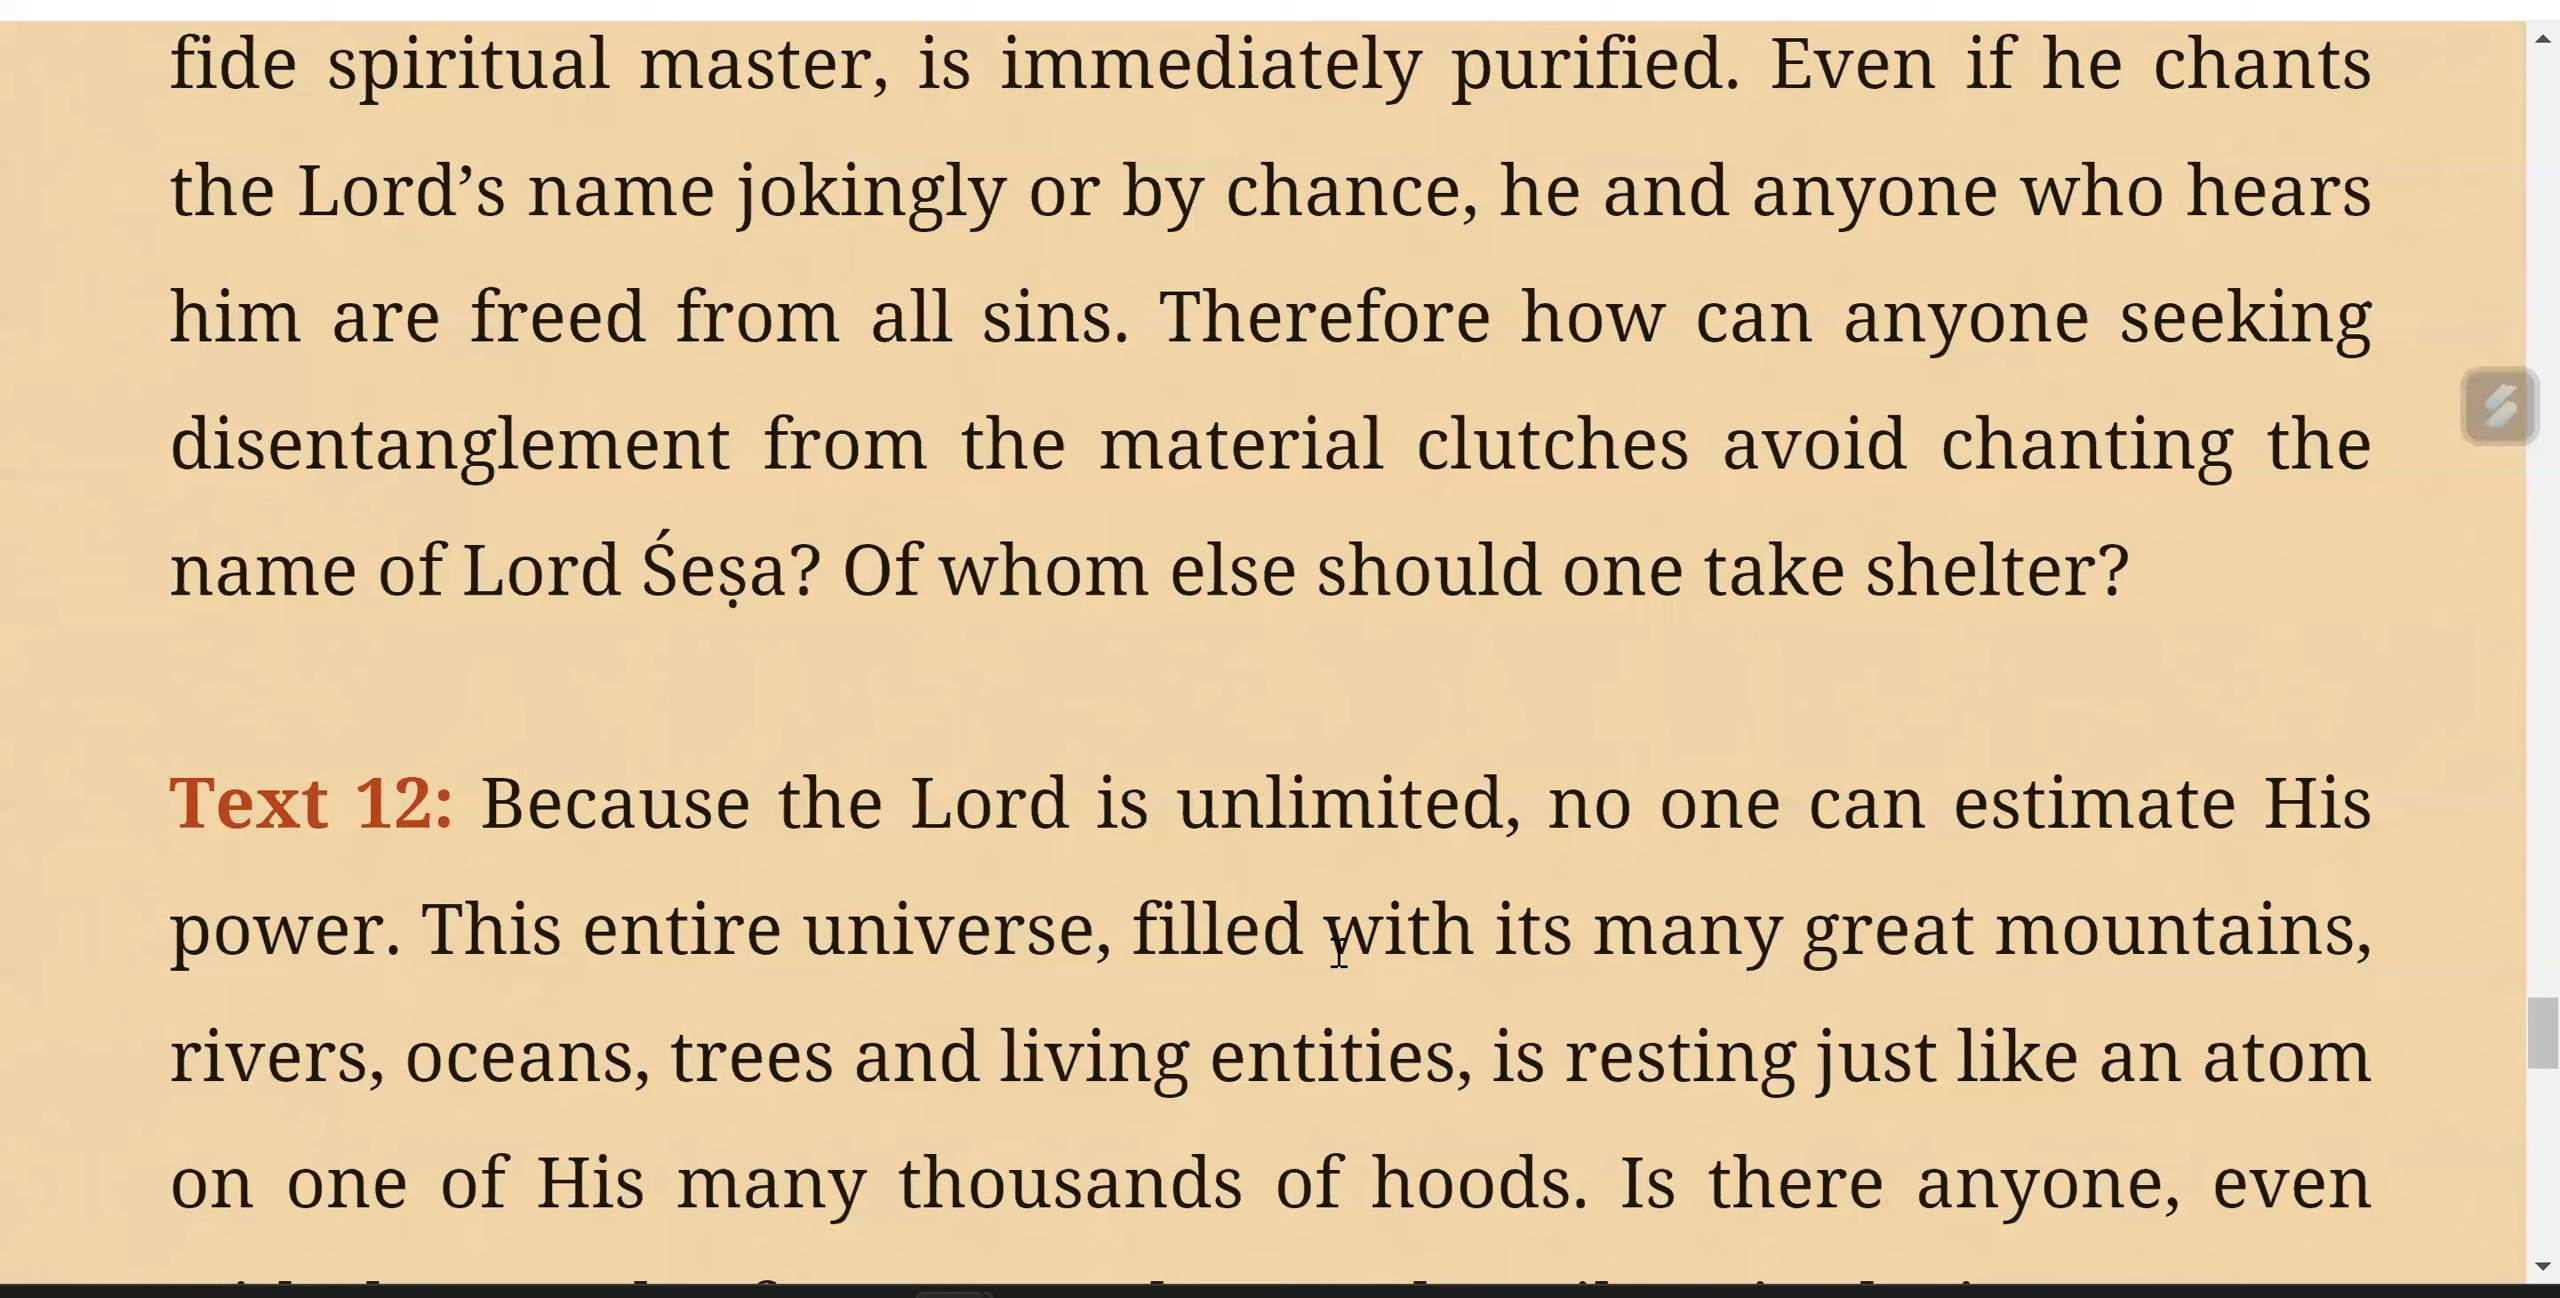 fide spiritual master, is immediately purified. Even if he chants
the Lord’s name jokingly or by chance, he and anyone who hears
him are freed from all sins. Therefore how can anyone seeking
disentanglement from the material clutches avoid chanting the
name of Lord Śeṣa? Of whom else should one take shelter?
Text 12: Because the Lord is unlimited, no one can estimate His
power. This entire universe, filled with its many great mountains,
rivers, oceans, trees and living entities, is resting just like an atom
on one of His many thousands of hoods. Is there anyone, even